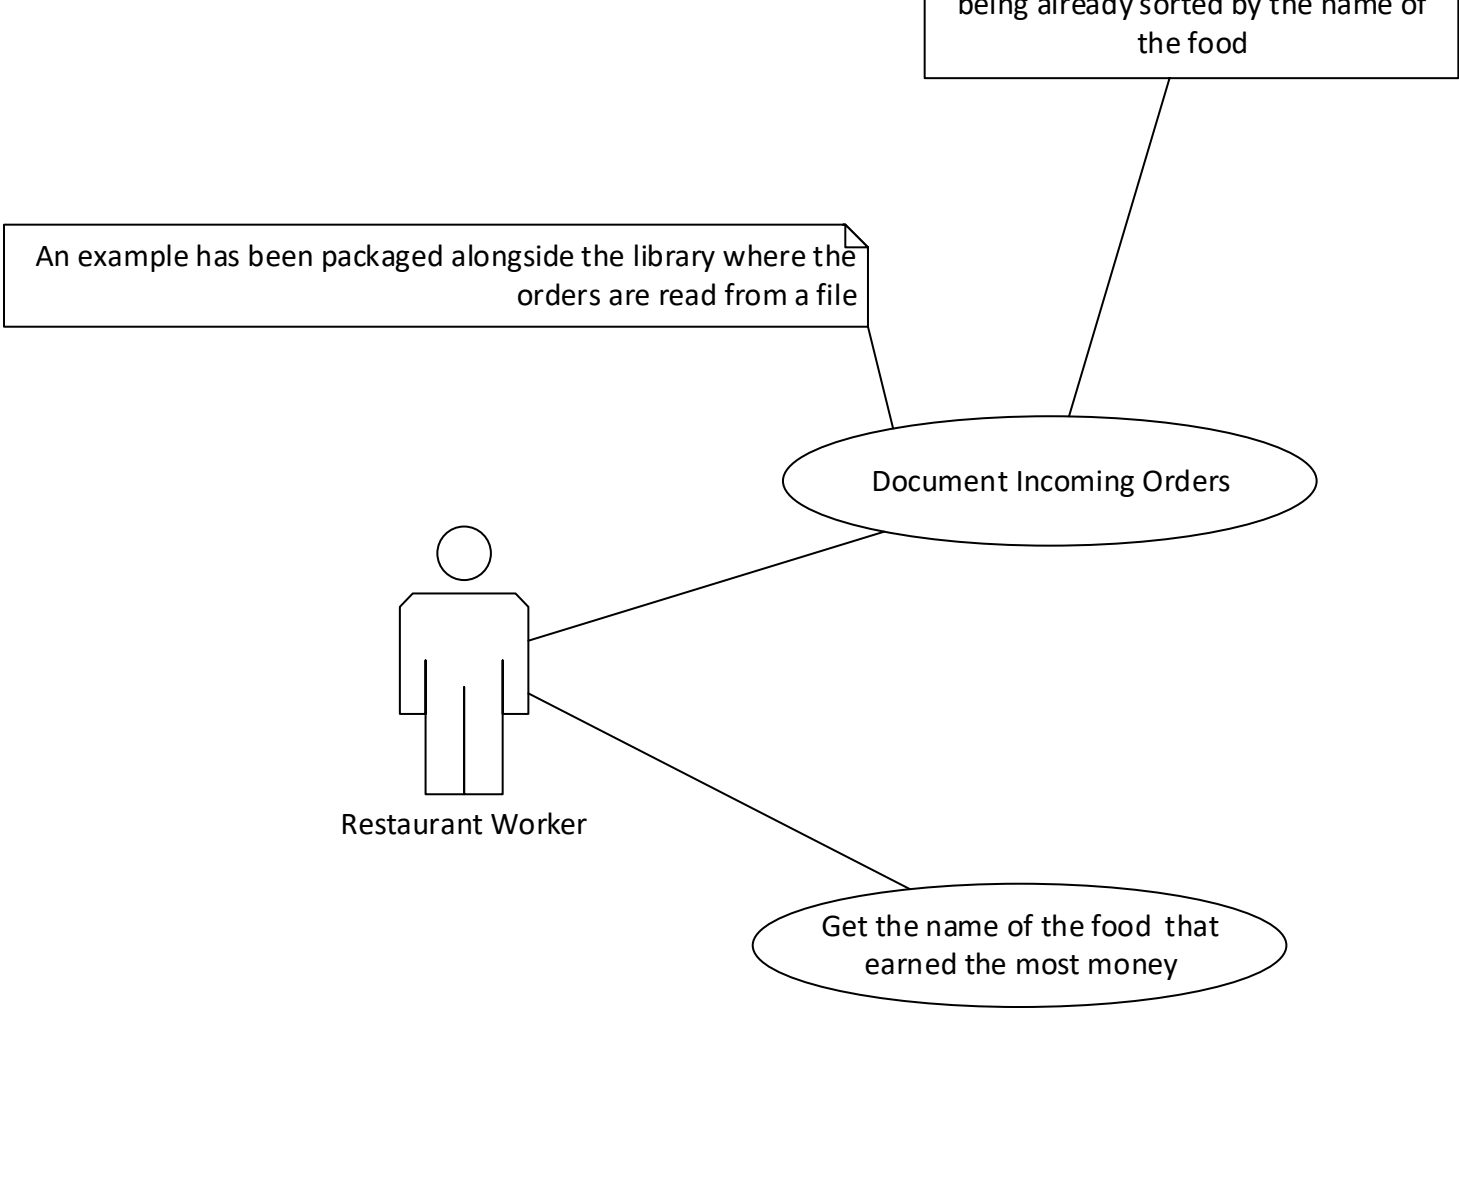 being already sorted by the name of
the food
An example has been packaged alongside the library where the
orders are read from a file
Document Incoming Orders
Restaurant Worker
Get the name of the food  that
earned the most money